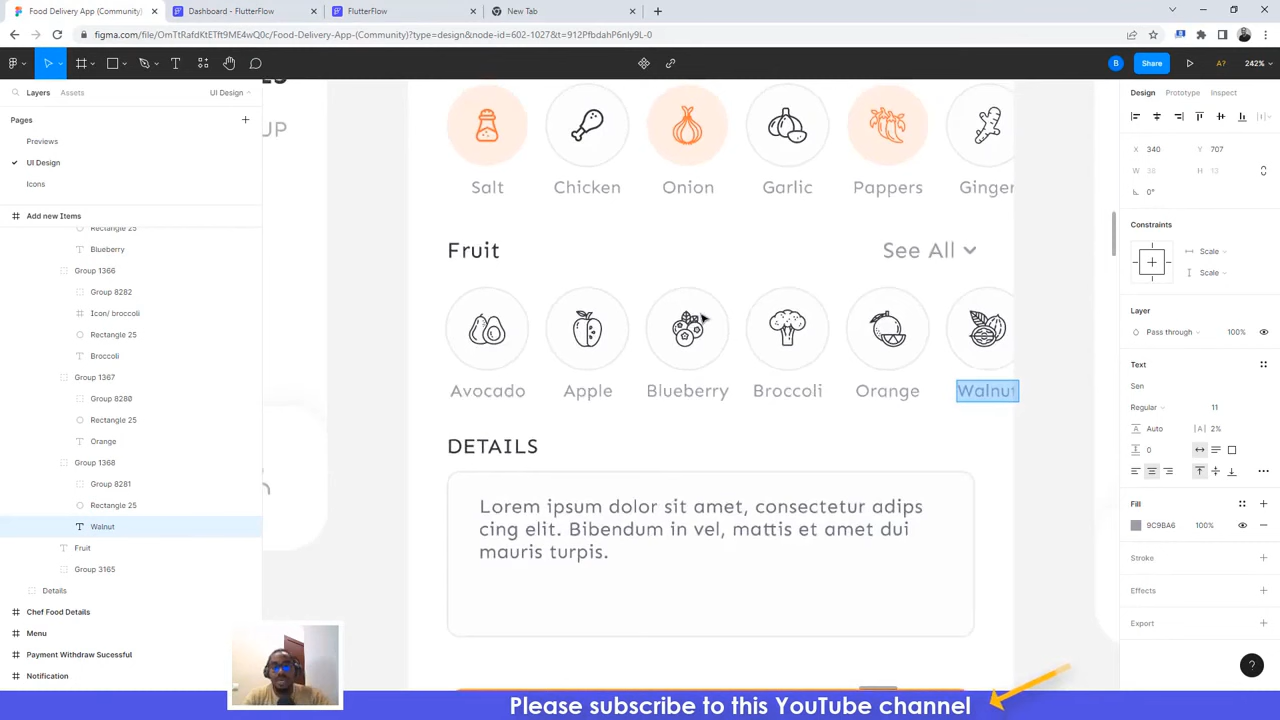 Food Delivery App (Community)
Dashboard - FlutterFlow
FlutterFlow
New Tab
figma.com/file/OmTtRafdKtETft9ME4wQ0c/Food-Delivery-App-(Community)?type=design&node-id=602-1027&t=912PfbdahP6nIy9L-0
B
Share
A?
242%
Layers
Assets
UI Design
Pages
Previews
UI Design
Icons
Add new Items
Rectangle 25
Blueberry
Group 1366
Group 8282
Icon/ broccoli
Rectangle 25
Broccoli
Group 1367
Group 8280
Rectangle 25
Orange
Group 1368
Group 8281
Rectangle 25
Walnut
Fruit
Group 3165
Details
Chef Food Details
Menu
Payment Withdraw Sucessful
Notification
UP
Salt
Chicken
Onion
Garlic
Pappers
Ginger
Fruit
See All
Avocado
Apple
Blueberry
Broccoli
Orange
Walnut
DETAILS
Lorem ipsum dolor sit amet, consectetur adips
cing elit. Bibendum in vel, mattis et amet dui
mauris turpis.
Design
Prototype
Inspect
X 340
Y 707
W 38
H 13
0°
Constraints
Scale
Scale
Layer
Pass through
100%
Text
Sen
Regular
11
Auto
2%
0
Fill
9C9BA6
100%
Stroke
Effects
Export
?
Please subscribe to this YouTube channel